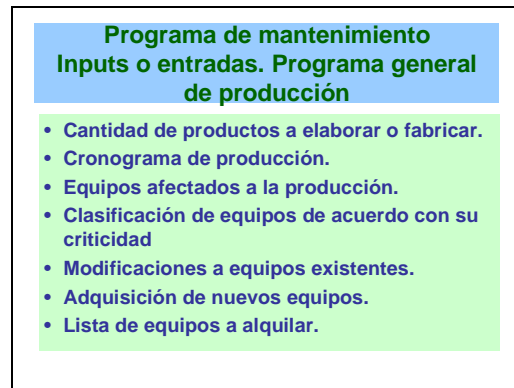 Programa de mantenimiento
Inputs o entradas. Programa general
de producción
• Cantidad de productos a elaborar o fabricar.
• Cronograma de producción.
• Equipos afectados a la producción.
• Clasificación de equipos de acuerdo con su
criticidad
• Modificaciones a equipos existentes.
• Adquisición de nuevos equipos.
• Lista de equipos a alquilar.